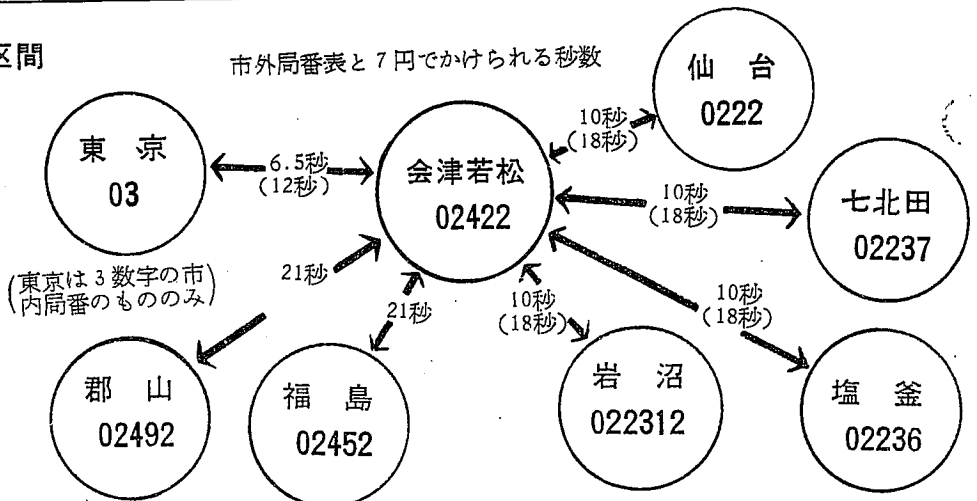 区間
市外局番表と7円でかけられる秒数
仙台
0222
東京
03
会津若松
02422
七北田
02237
6.5秒
(12秒)
10秒
(18秒)
10秒
(18秒)
(東京は3数字の市
内局番のもののみ)
21秒
21秒
10秒
(18秒)
10秒
(18秒)
郡山
02492
福島
02452
岩沼
022312
塩釜
02236